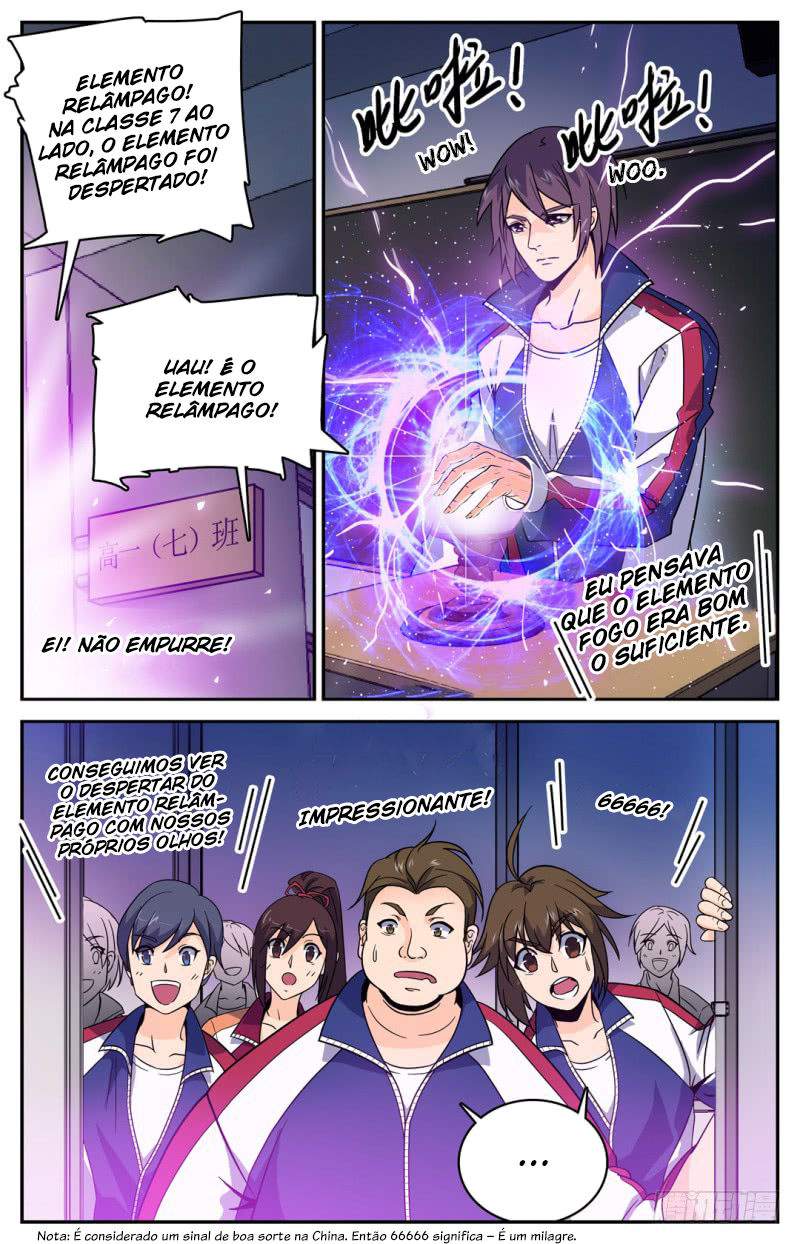 ELEMENTO
RELÂMPAGO!
NA CLASSE 7 AO
LADO, O ELEMENTO
RELÂMPAGO FOI
DESPERTADO!
UAU! É O
ELEMENTO
RELÂMPAGO!
高一(七)班
EI! NÃO EMPURRE!
呲啦!
WOW!
呲啦!
WOO.
EU PENSAVA
QUE O ELEMENTO
FOGO ERA BOM
O SUFICIENTE.
CONSEGUIMOS VER
O DESPERTAR DO
ELEMENTO RELÂM-
PAGO COM NOSSOS
PRÓPRIOS OLHOS!
IMPRESSIONANTE!
66666!
...
Nota: É considerado um sinal de boa sorte na China. Então 66666 significa – É um milagre.